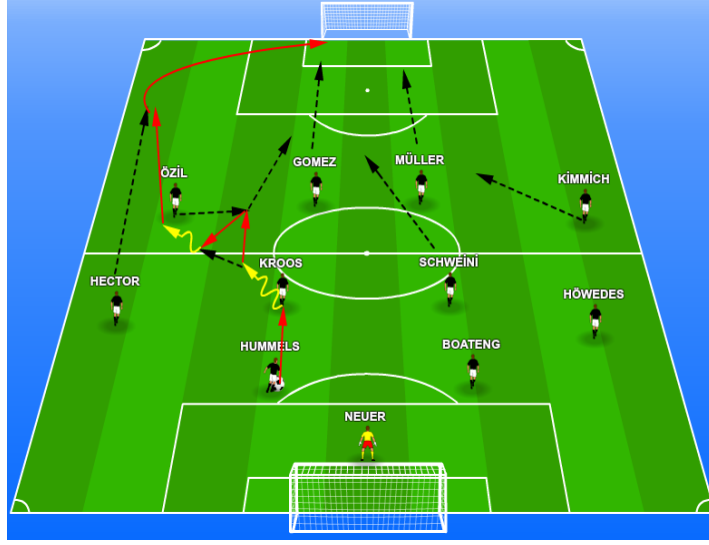 ÖZİL
GOMEZ
MÜLLER
KİMMİCH
HECTOR
KROOS
SCHWEİNİ
HÖWEDES
HUMMELS
BOATENG
NEUER